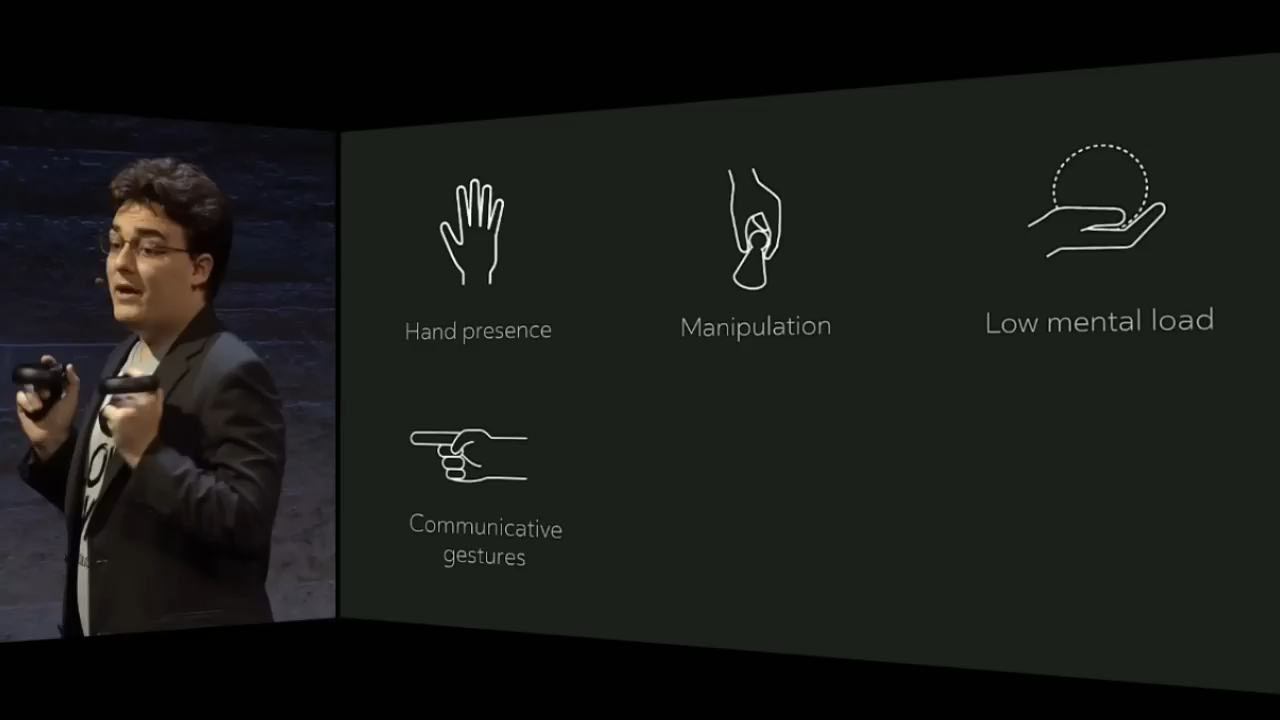 Hand presence
Manipulation
Low mental load
Communicative
gestures